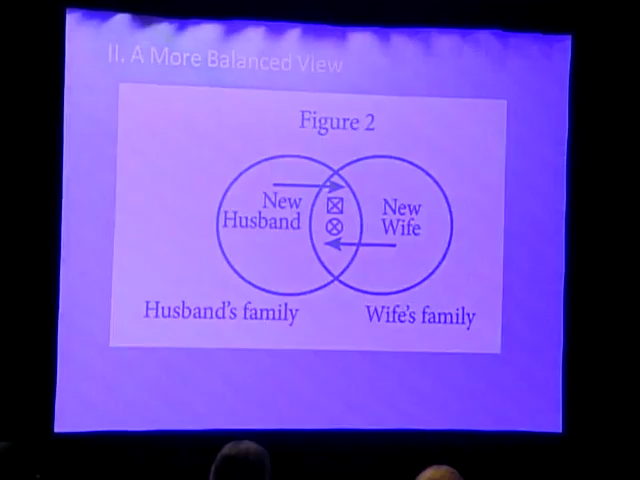 II. A More Balanced View
Figure 2
New
Husband
New
Wife
Husband's family
Wife's family